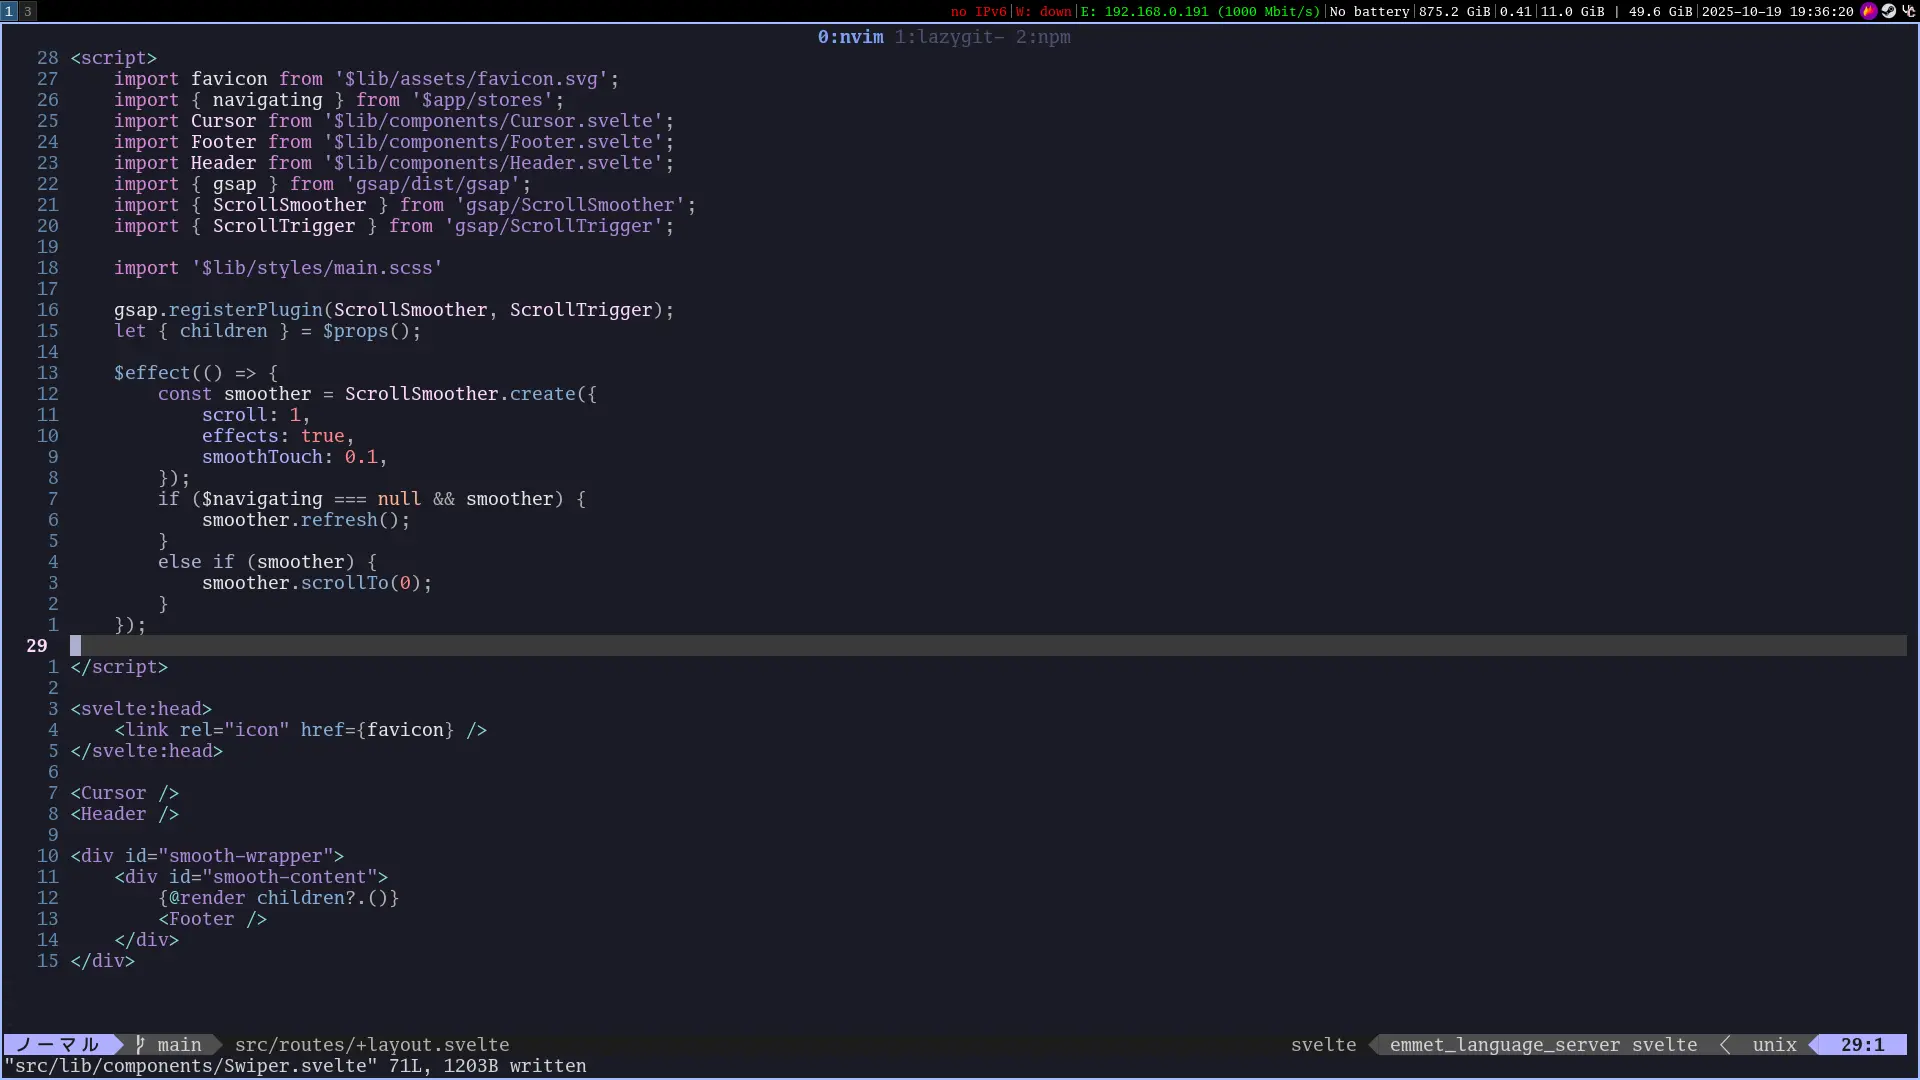 1 3 no IPv6|W: down|E: 192.168.0.191 (1000 Mbit/s)|No battery|875.2 GiB|0.41|11.0 GiB | 49.6 GiB|2025-10-19 19:36:20
0:nvim 1:lazygit- 2:npm
28 <script>
27     import favicon from '$lib/assets/favicon.svg';
26     import { navigating } from '$app/stores';
25     import Cursor from '$lib/components/Cursor.svelte';
24     import Footer from '$lib/components/Footer.svelte';
23     import Header from '$lib/components/Header.svelte';
22     import { gsap } from 'gsap/dist/gsap';
21     import { ScrollSmoother } from 'gsap/ScrollSmoother';
20     import { ScrollTrigger } from 'gsap/ScrollTrigger';
19
18     import '$lib/styles/main.scss'
17
16     gsap.registerPlugin(ScrollSmoother, ScrollTrigger);
15     let { children } = $props();
14
13     $effect(() => {
12         const smoother = ScrollSmoother.create({
11             scroll: 1,
10             effects: true,
9             smoothTouch: 0.1,
8         });
7         if ($navigating === null && smoother) {
6             smoother.refresh();
5         }
4         else if (smoother) {
3             smoother.scrollTo(0);
2         }
1     });
29
1 </script>
2
3 <svelte:head>
4     <link rel="icon" href={favicon} />
5 </svelte:head>
6
7 <Cursor />
8 <Header />
9
10 <div id="smooth-wrapper">
11     <div id="smooth-content">
12         {@render children?.()}
13         <Footer />
14     </div>
15 </div>
ノーマル main src/routes/+layout.svelte svelte emmet_language_server svelte unix 29:1
"src/lib/components/Swiper.svelte" 71L, 1203B written